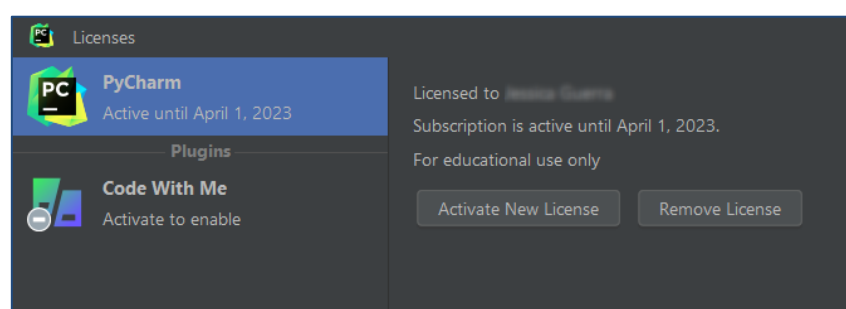 Licenses
PC
PyCharm
Active until April 1, 2023
Plugins
Code With Me
Activate to enable
Licensed to
Subscription is active until April 1, 2023.
For educational use only
Activate New License
Remove License